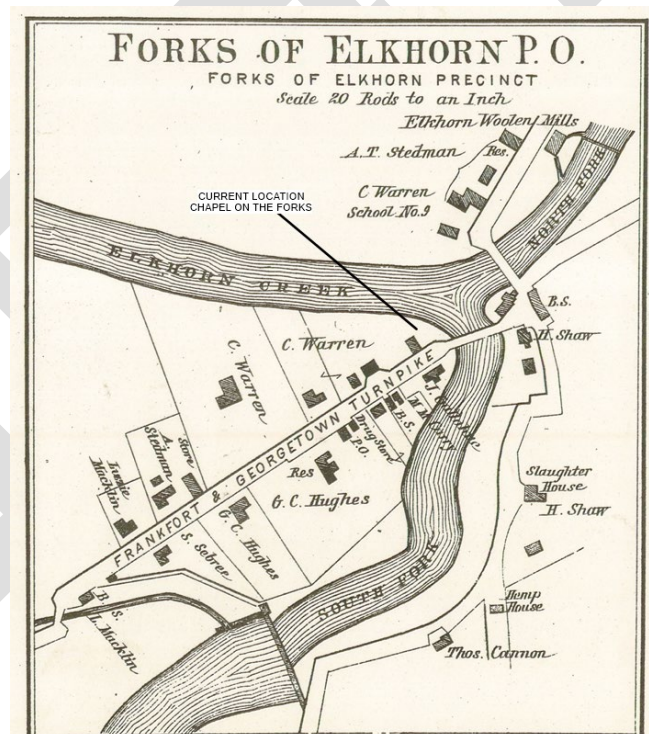 FORKS OF ELKHORN P.O.
FORKS OF ELKHORN PRECINCT
Scale 20 Rods to an Inch
Elkhorn Woolen Mills
A.T. Stedman
Res.
NORTH FORK
C Warren
School No.9
CURRENT LOCATION
CHAPEL ON THE FORKS
ELKHORN CREEK
B.S.
H. Shaw
C. Warren
C. Warren
FRANKFORT & GEORGETOWN TURNPIKE
B.S.
Drug Store
P.O.
Res
G. C. Hughes
Store
A. Stedman
Lizzie
Macklin
G. C. Hughes
S. Sebree
Slaughter
House
H. Shaw
SOUTH FORK
Hemp
House
Thos. Cannon
B. S.
L. Macklin